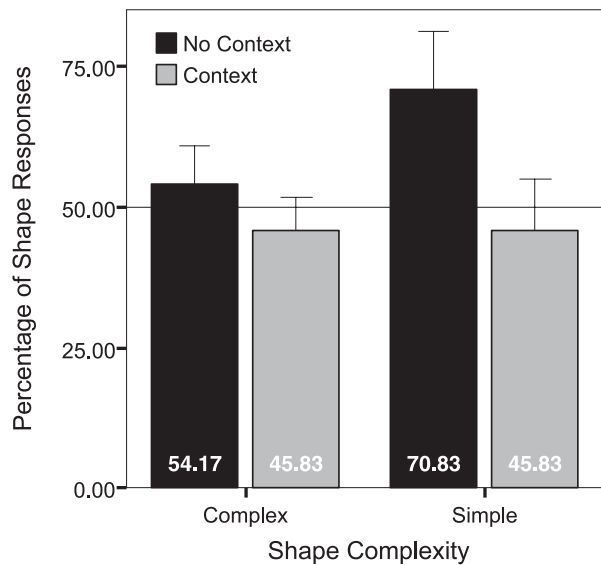 No Context
Context
Percentage of Shape Responses
75.00
50.00
25.00
0.00
54.17 45.83 70.83 45.83
Complex Simple
Shape Complexity